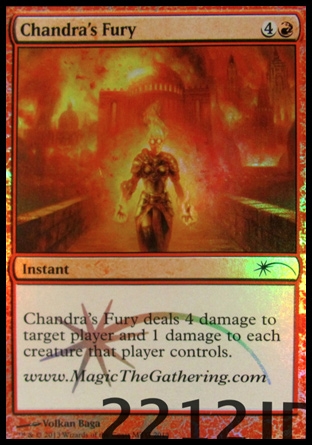 Chandra's Fury 4
Instant
Chandra's Fury deals 4 damage to
target player and 1 damage to each
creature that player controls.
www.MagicTheGathering.com
Volkan Baga
2212JD